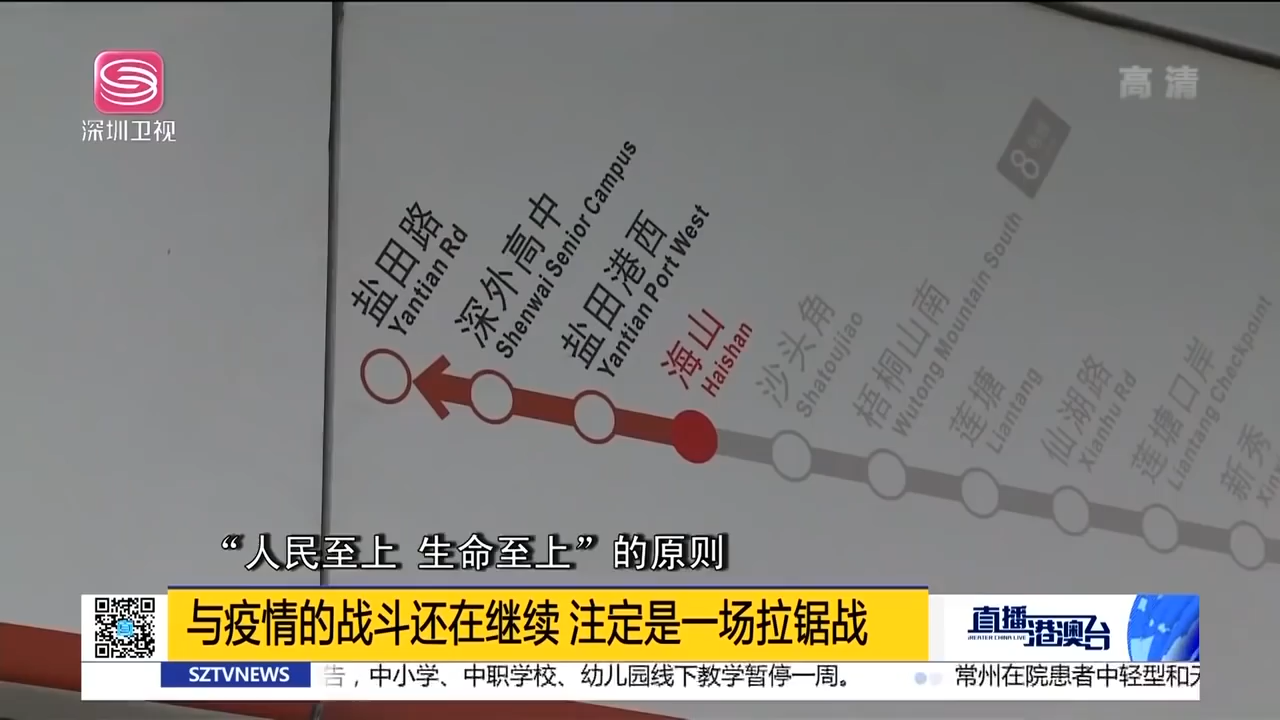 深圳卫视
高清
8
盐田路
Yantian Rd
深外高中
Shenwai Senior Campus
盐田港西
Yantian Port West
海山
Haishan
沙头角
Shatoujiao
梧桐山南
Wutong Mountain South
莲塘
Liantang
仙湖路
Xianhu Rd
莲塘口岸
Liantang Checkpoint
新秀
“人民至上 生命至上”的原则
与疫情的战斗还在继续 注定是一场拉锯战
直播港澳台
SZTVNEWS
告，中小学、中职学校、幼儿园线下教学暂停一周。
常州在院患者中轻型和无